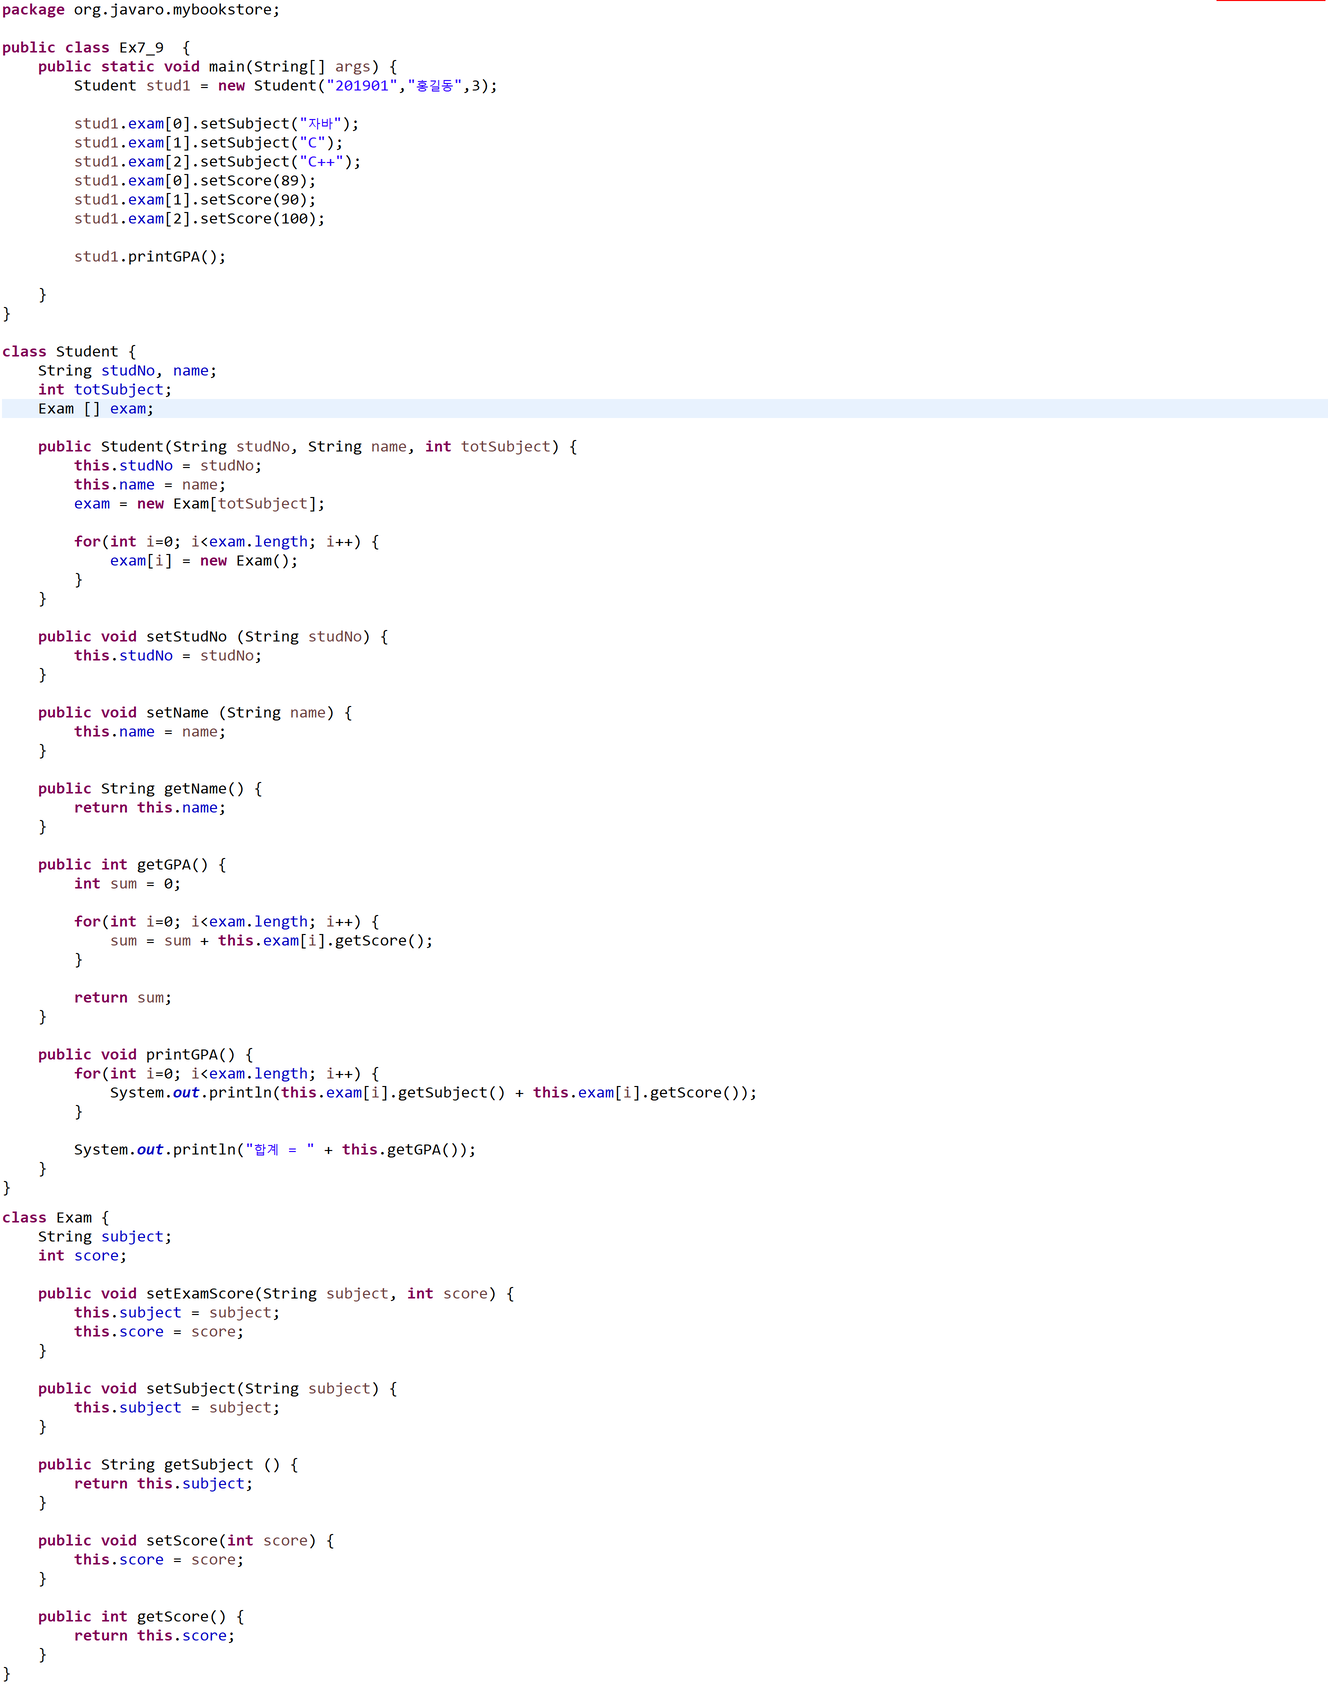 package org.javaro.mybookstore;
public class Ex7_9  {
    public static void main(String[] args) {
        Student stud1 = new Student("201901","홍길동",3);
        stud1.exam[0].setSubject("자바");
        stud1.exam[1].setSubject("C");
        stud1.exam[2].setSubject("C++");
        stud1.exam[0].setScore(89);
        stud1.exam[1].setScore(90);
        stud1.exam[2].setScore(100);
        stud1.printGPA();
    }
}
class Student {
    String studNo, name;
    int totSubject;
    Exam [] exam;
    public Student(String studNo, String name, int totSubject) {
        this.studNo = studNo;
        this.name = name;
        exam = new Exam[totSubject];
        for(int i=0; i<exam.length; i++) {
            exam[i] = new Exam();
        }
    }
    public void setStudNo (String studNo) {
        this.studNo = studNo;
    }
    public void setName (String name) {
        this.name = name;
    }
    public String getName() {
        return this.name;
    }
    public int getGPA() {
        int sum = 0;
        for(int i=0; i<exam.length; i++) {
            sum = sum + this.exam[i].getScore();
        }
        return sum;
    }
    public void printGPA() {
        for(int i=0; i<exam.length; i++) {
            System.out.println(this.exam[i].getSubject() + this.exam[i].getScore());
        }
        System.out.println("합계 = " + this.getGPA());
    }
}
class Exam {
    String subject;
    int score;
    public void setExamScore(String subject, int score) {
        this.subject = subject;
        this.score = score;
    }
    public void setSubject(String subject) {
        this.subject = subject;
    }
    public String getSubject () {
        return this.subject;
    }
    public void setScore(int score) {
        this.score = score;
    }
    public int getScore() {
        return this.score;
    }
}